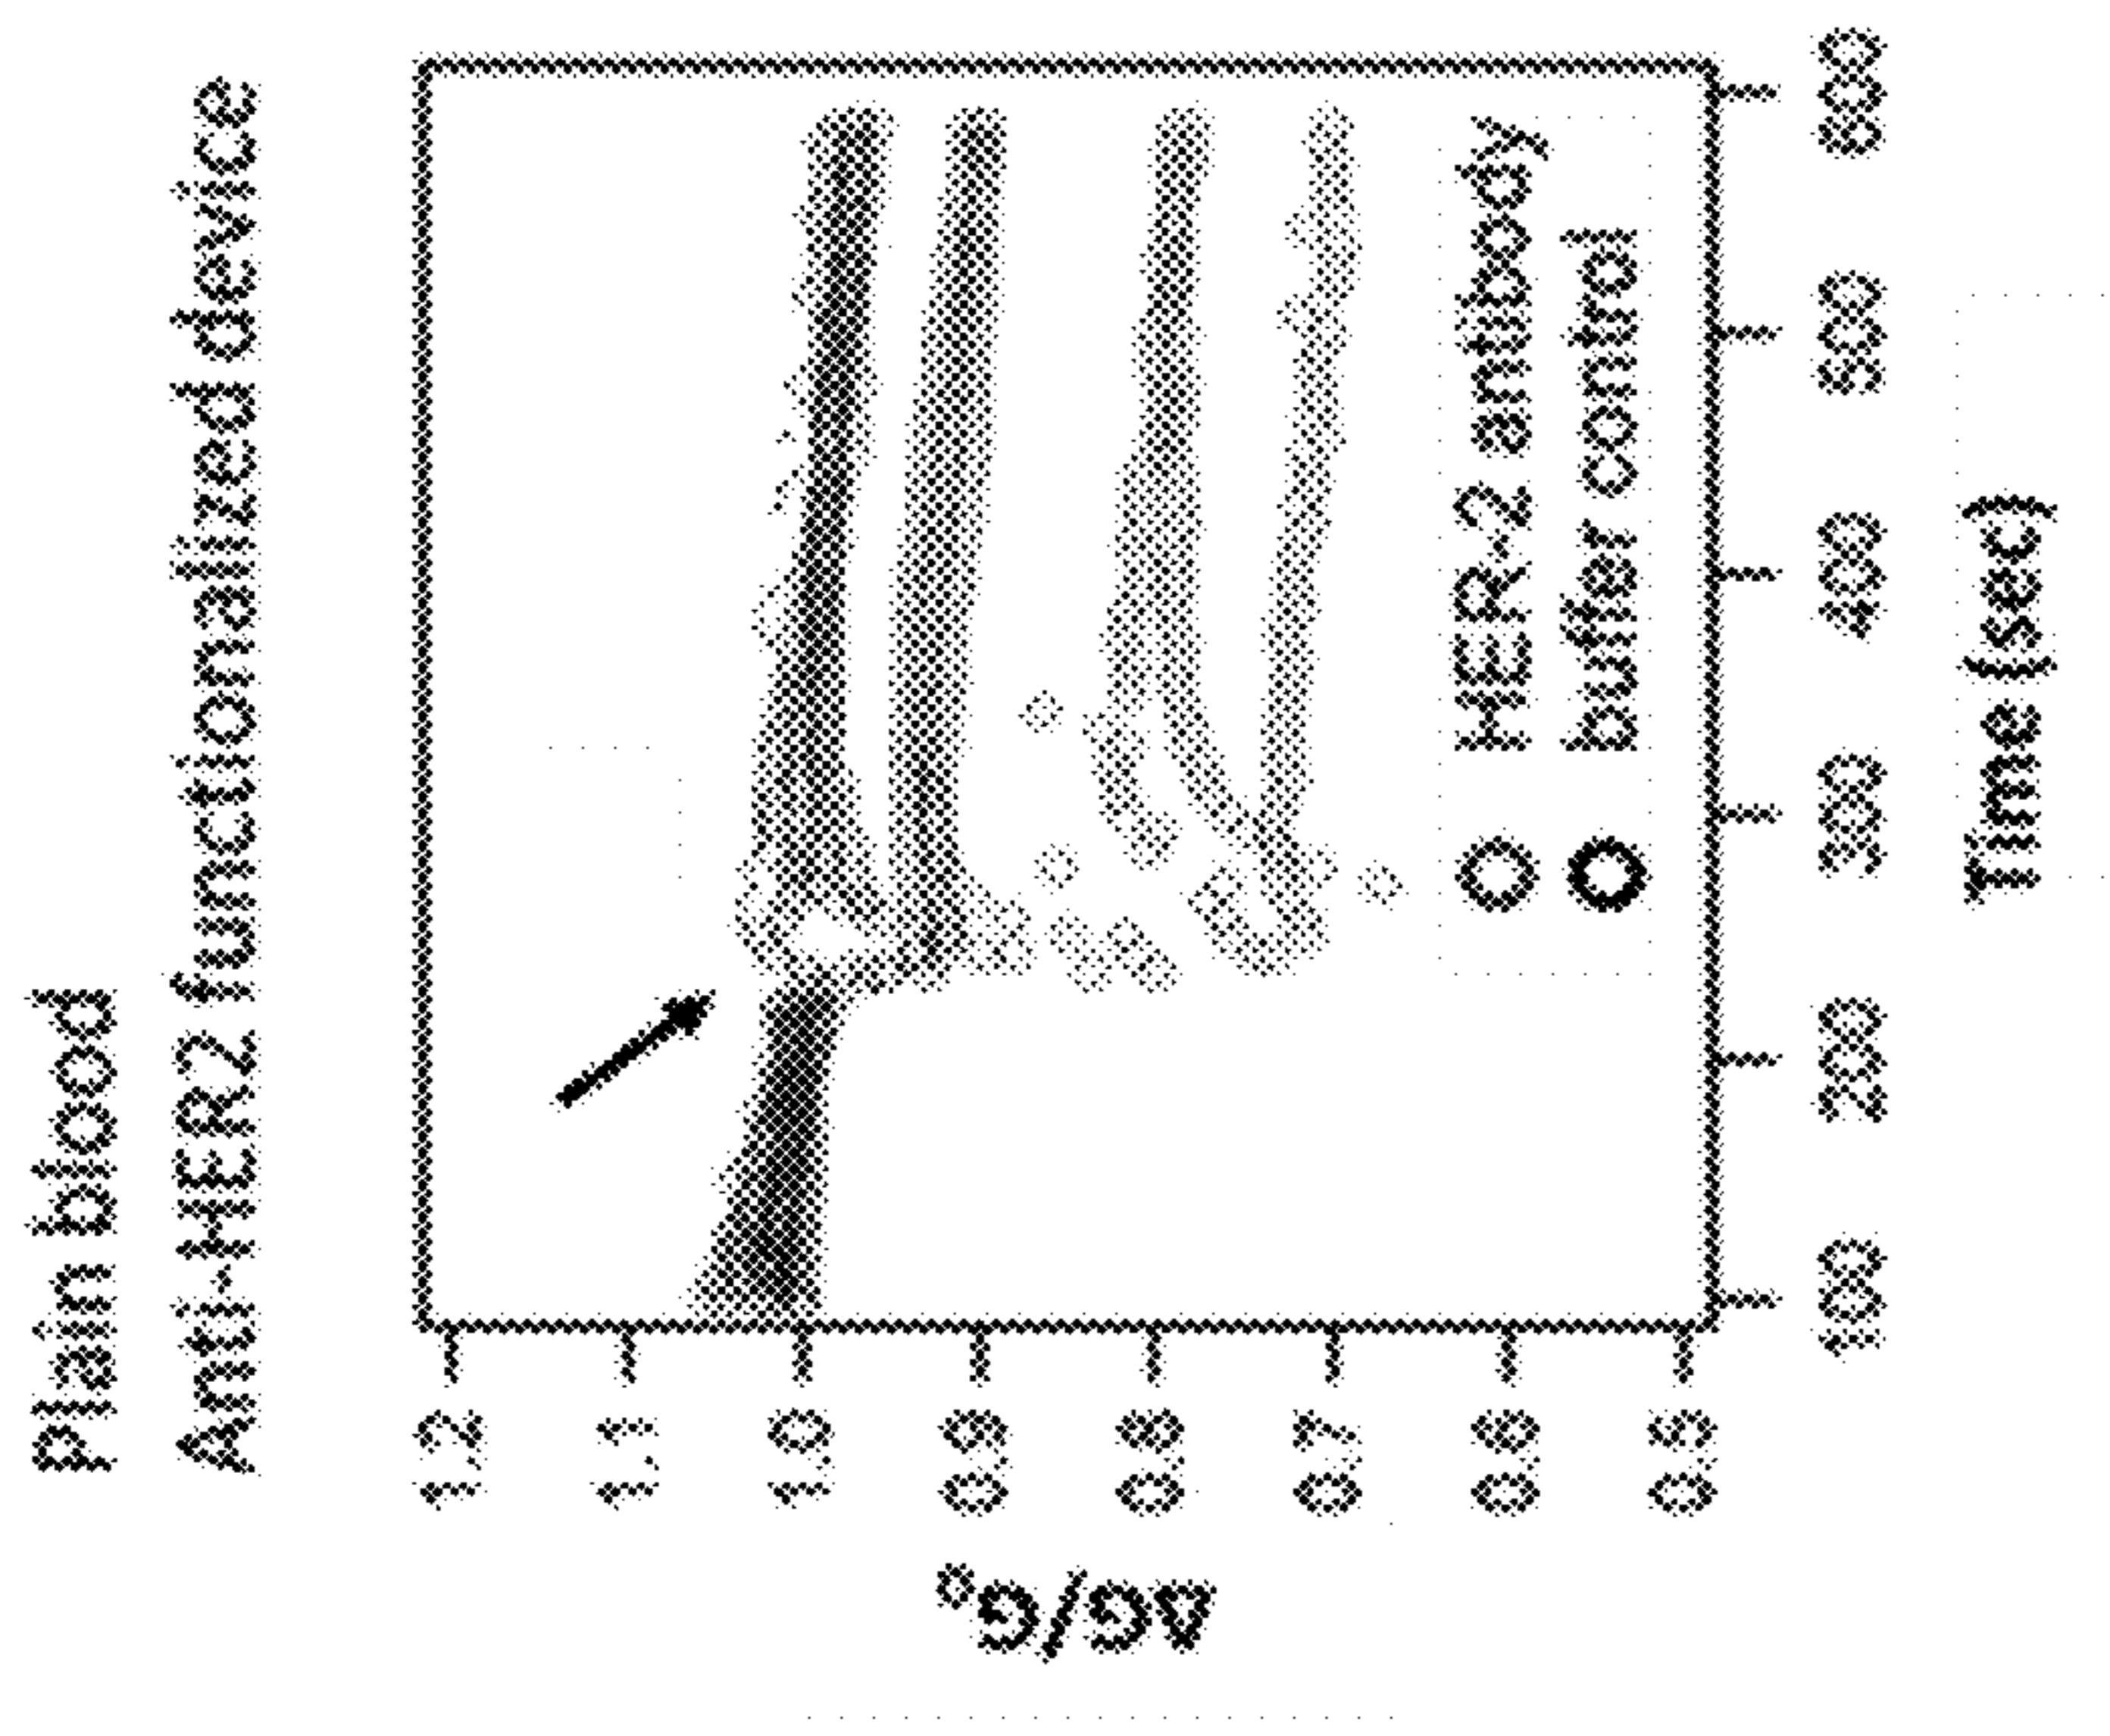 Plain blood
Anti-HER2 functionalized device
1.2
1.1
1.0
0.9
0.8
0.7
0.6
0.5
ΔG/G₀
HER-2 antibody
buffer control
100 200 300 400 500 600
Time (sec)